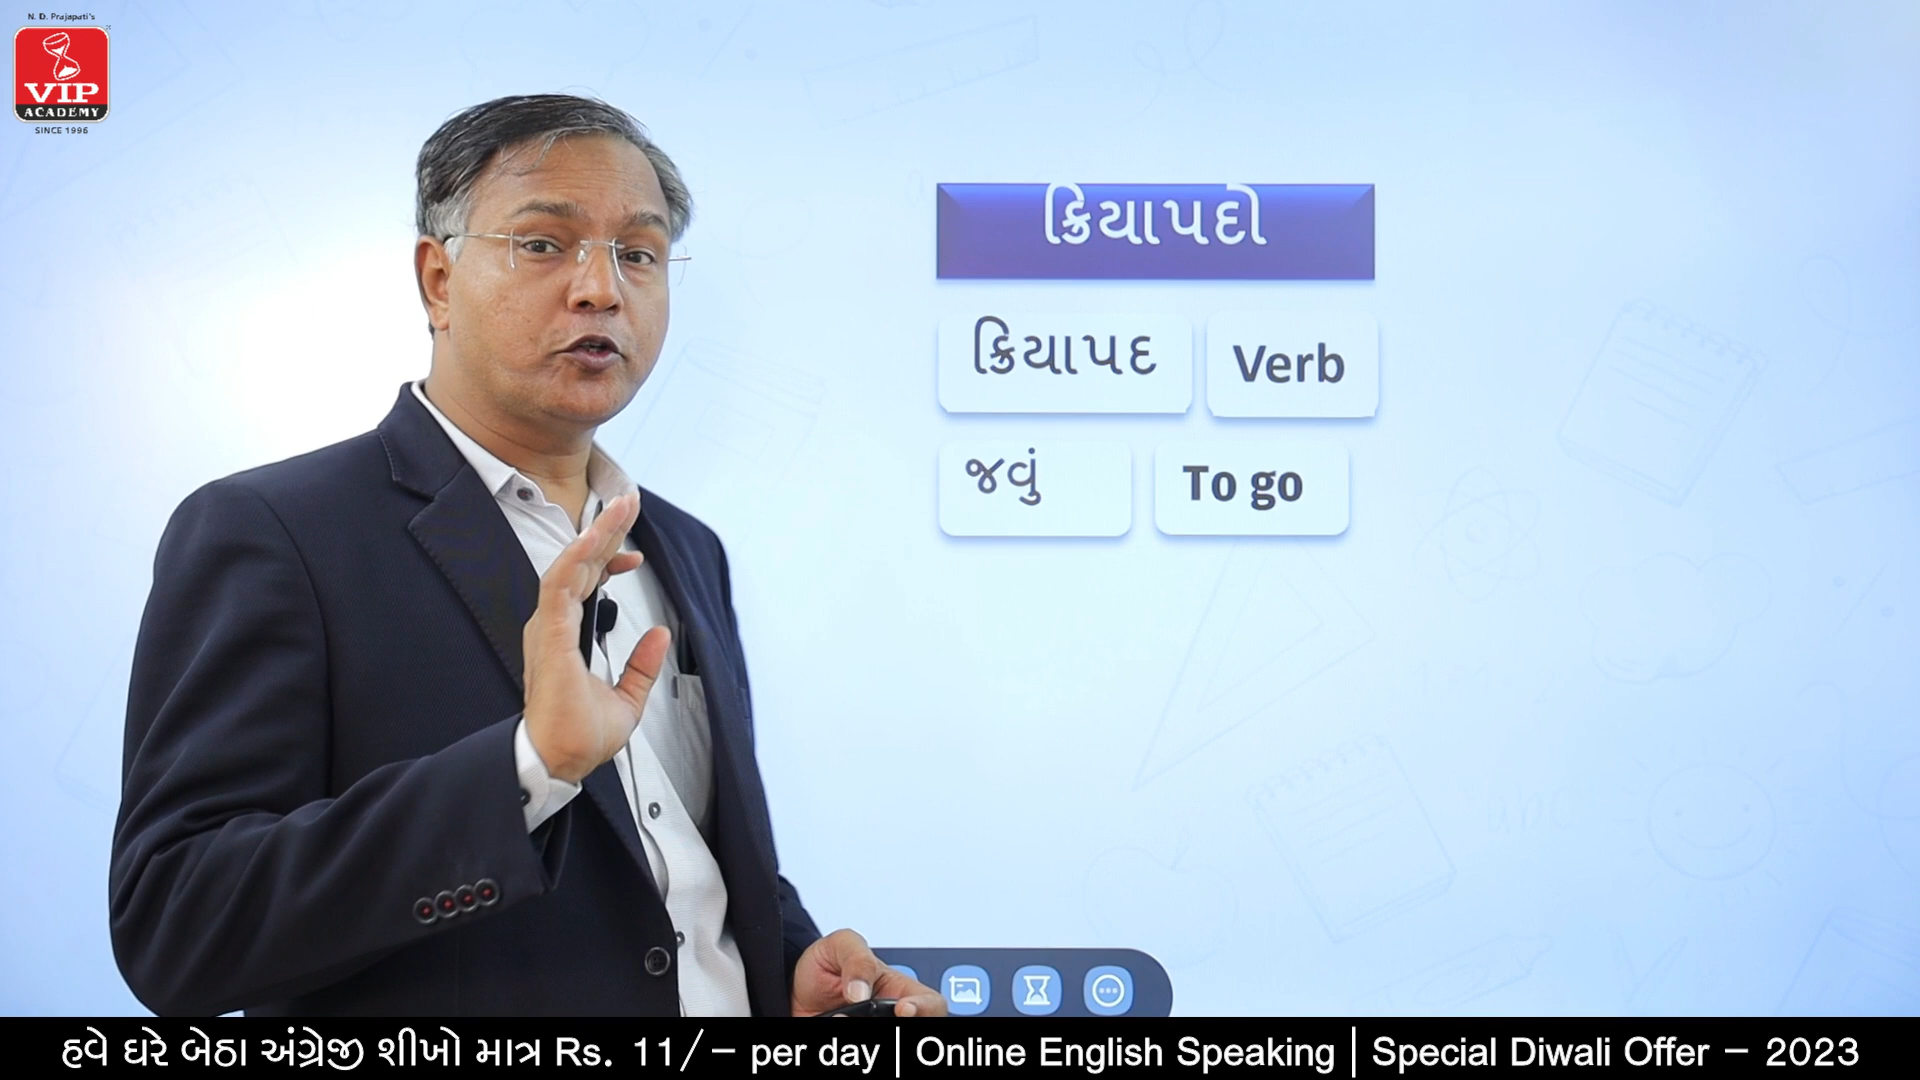 N. D. Prajapati's
VIP
ACADEMY
SINCE 1996
ક્રિયાપદો
ક્રિયાપદ Verb
જવું To go
હવે ઘરે બેઠા અંગ્રેજી શીખો માત્ર Rs. 11/- per day | Online English Speaking | Special Diwali Offer – 2023